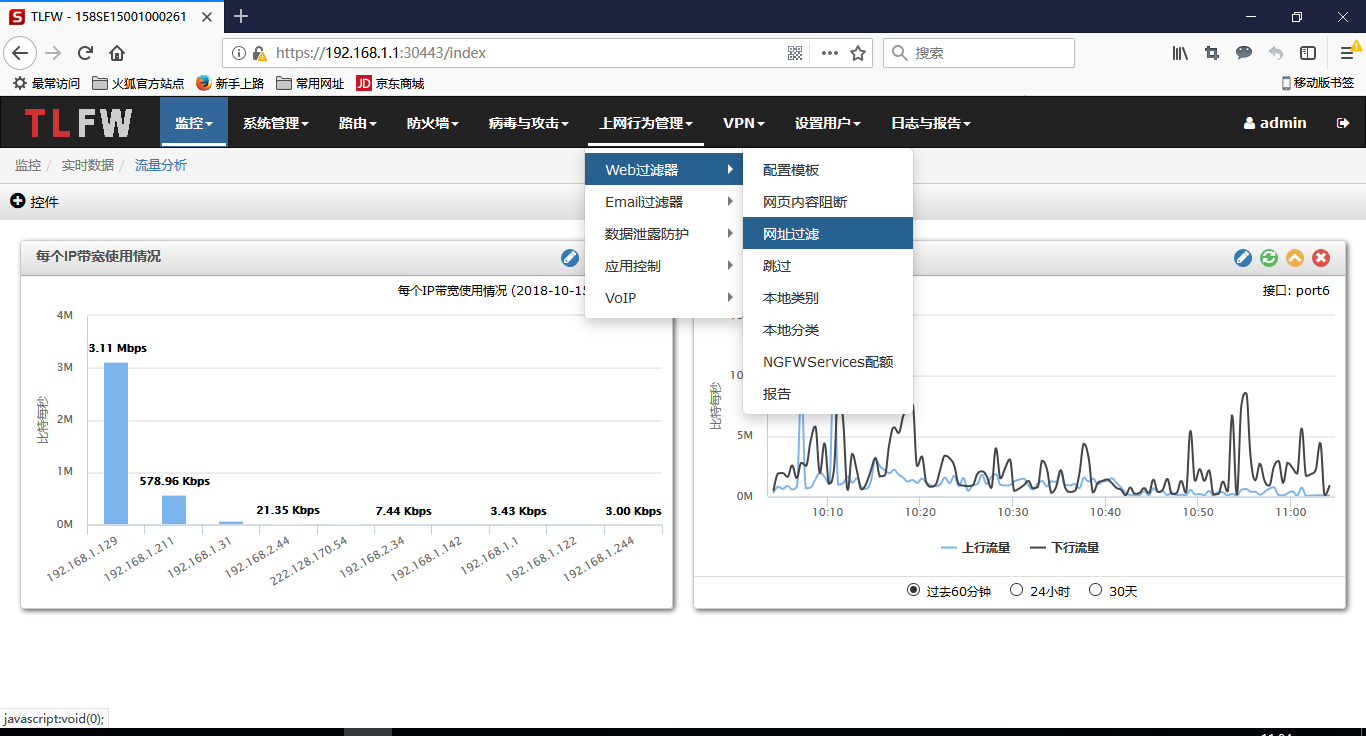 TLFW - 158SE15001000261
https://192.168.1.1:30443/index
搜索
最常访问 火狐官方站点 新手上路 常用网址 JD 京东商城 移动版书签
TLFW 监控 系统管理 路由 防火墙 病毒与攻击 上网行为管理 VPN 设置用户 日志与报告 admin
监控 / 实时数据 / 流量分析
控件
Web过滤器
Email过滤器
数据泄露防护
应用控制
VoIP
配置模板
网页内容阻断
网址过滤
跳过
本地类别
本地分类
NGFWServices配额
报告
每个IP带宽使用情况
每个IP带宽使用情况 (2018-10-15
比特每秒
4M
3M
2M
1M
0M
3.11 Mbps
578.96 Kbps
21.35 Kbps
7.44 Kbps
3.43 Kbps
3.00 Kbps
192.168.1.129
192.168.1.211
192.168.1.31
192.168.2.44
222.128.170.54
192.168.2.34
192.168.1.142
192.168.1.1
192.168.1.122
192.168.1.244
接口: port6
比特每秒
10
5M
0M
10:10 10:20 10:30 10:40 10:50 11:00
上行流量 下行流量
过去60分钟 24小时 30天
javascript:void(0);